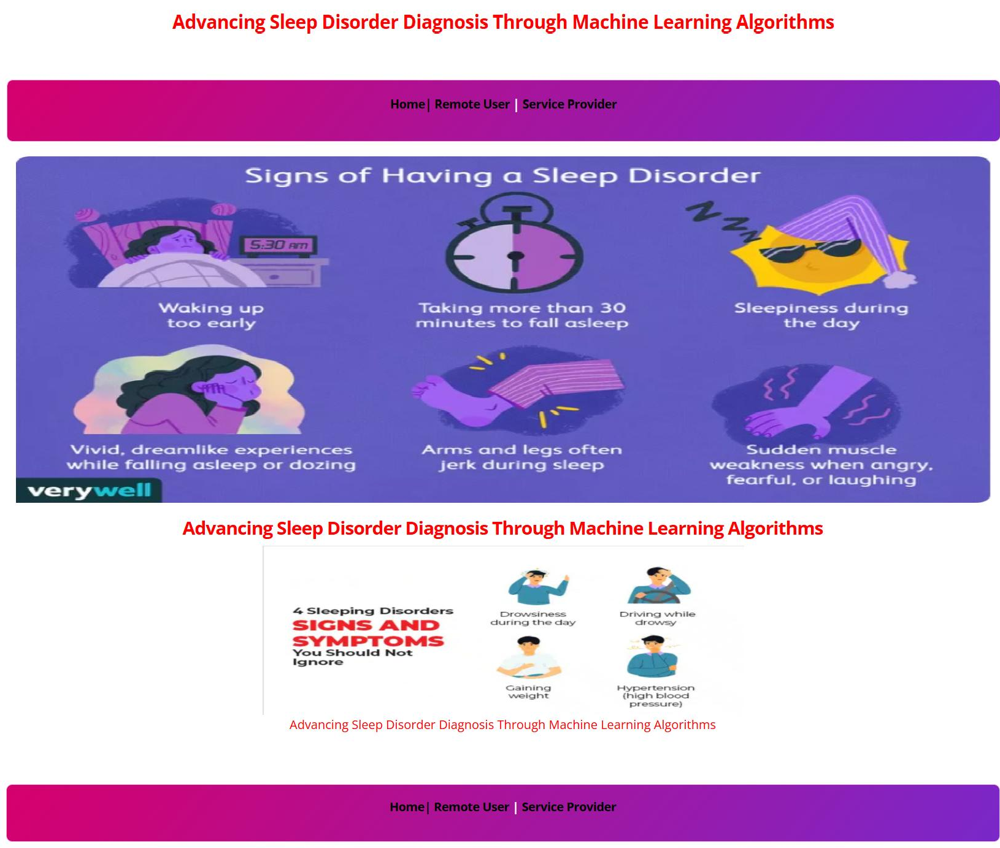 Advancing Sleep Disorder Diagnosis Through Machine Learning Algorithms
Home| Remote User | Service Provider
Signs of Having a Sleep Disorder
5:30 AM
Z Z Z
Waking up
too early
Taking more than 30
minutes to fall asleep
Sleepiness during
the day
Vivid, dreamlike experiences
while falling asleep or dozing
Arms and legs often
jerk during sleep
Sudden muscle
weakness when angry,
fearful, or laughing
verywell
Advancing Sleep Disorder Diagnosis Through Machine Learning Algorithms
4 Sleeping Disorders
SIGNS AND
SYMPTOMS
You Should Not
Ignore
Drowsiness
during the day
Driving while
drowsy
Gaining
weight
Hypertension
(high blood
pressure)
Advancing Sleep Disorder Diagnosis Through Machine Learning Algorithms
Home| Remote User | Service Provider